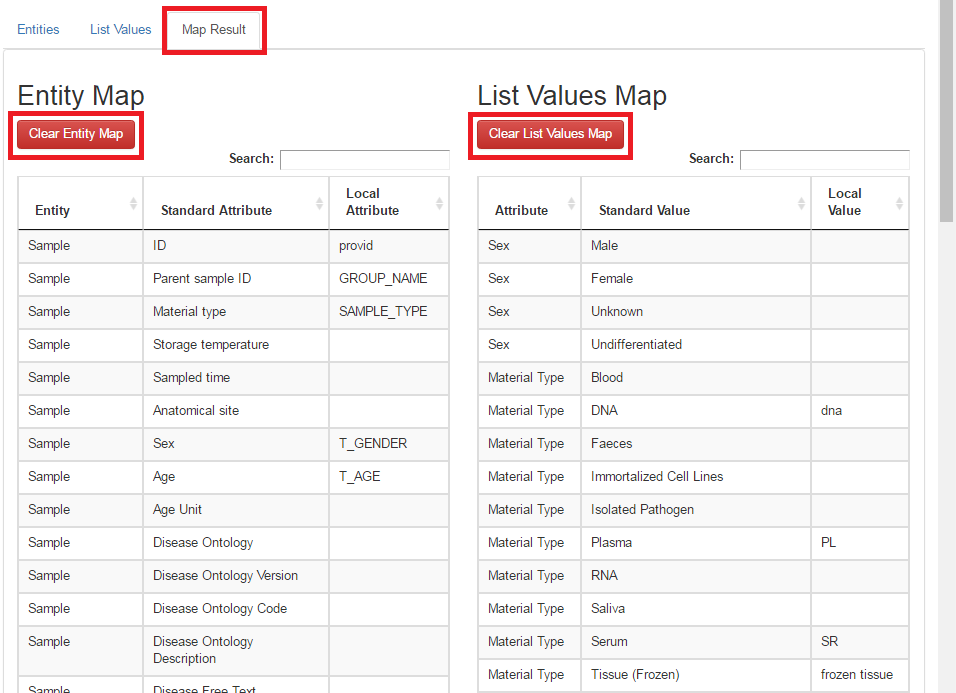 Entities List Values Map Result
Entity Map
Clear Entity Map
Search:
Entity Standard Attribute Local Attribute
Sample ID provid
Sample Parent sample ID GROUP_NAME
Sample Material type SAMPLE_TYPE
Sample Storage temperature
Sample Sampled time
Sample Anatomical site
Sample Sex T_GENDER
Sample Age T_AGE
Sample Age Unit
Sample Disease Ontology
Sample Disease Ontology Version
Sample Disease Ontology Code
Sample Disease Ontology Description
Sample Disease Free Text
List Values Map
Clear List Values Map
Search:
Attribute Standard Value Local Value
Sex Male
Sex Female
Sex Unknown
Sex Undifferentiated
Material Type Blood
Material Type DNA dna
Material Type Faeces
Material Type Immortalized Cell Lines
Material Type Isolated Pathogen
Material Type Plasma PL
Material Type RNA
Material Type Saliva
Material Type Serum SR
Material Type Tissue (Frozen) frozen tissue